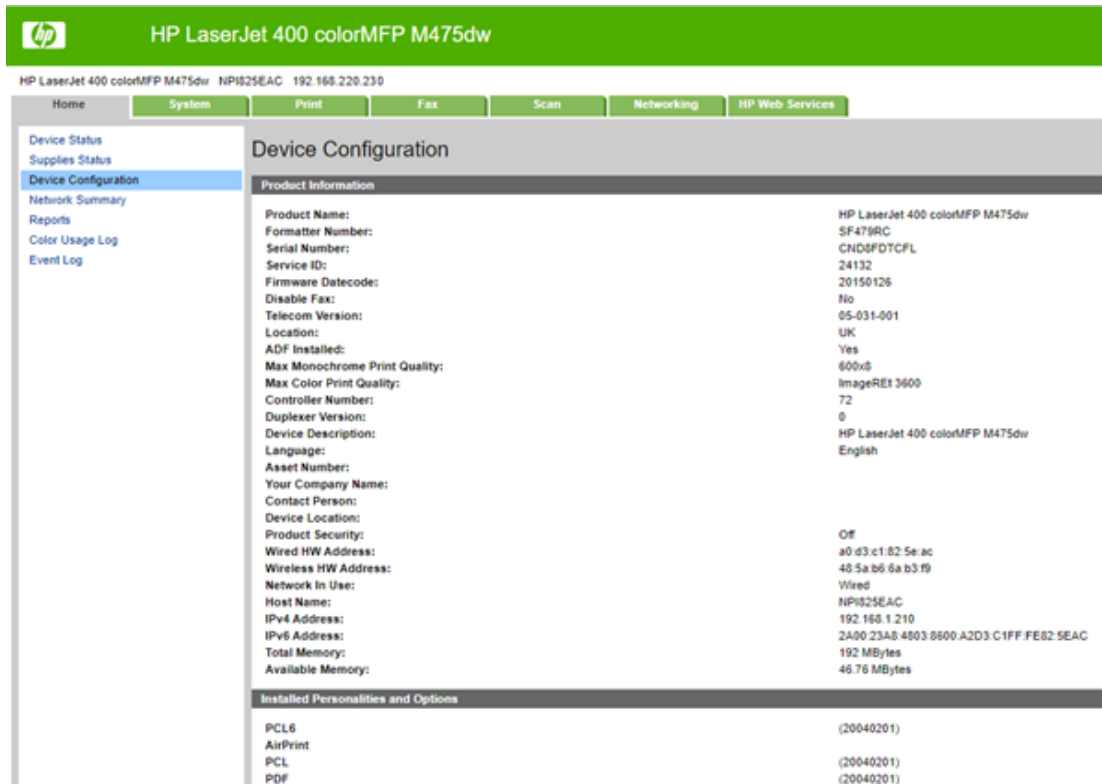 hp HP LaserJet 400 colorMFP M475dw
HP LaserJet 400 colorMFP M475dw NPI825EAC 192.168.220.230
Home System Print Fax Scan Networking HP Web Services
Device Status
Supplies Status
Device Configuration
Network Summary
Reports
Color Usage Log
Event Log
Device Configuration
Product Information
Product Name: HP LaserJet 400 colorMFP M475dw
Formatter Number: SF479RC
Serial Number: CND8FDTCFL
Service ID: 24132
Firmware Datecode: 20150126
Disable Fax: No
Telecom Version: 05-031-001
Location: UK
ADF Installed: Yes
Max Monochrome Print Quality: 600x8
Max Color Print Quality: ImageREt 3600
Controller Number: 72
Duplexer Version: 0
Device Description: HP LaserJet 400 colorMFP M475dw
Language: English
Asset Number:
Your Company Name:
Contact Person:
Device Location:
Product Security: Off
Wired HW Address: a0:d3:c1:82:5e:ac
Wireless HW Address: 48:5a:b6:6a:b3:f9
Network In Use: Wired
Host Name: NPI825EAC
IPv4 Address: 192.168.1.210
IPv6 Address: 2A00:23A8:4803:8600:A2D3:C1FF:FE82:5EAC
Total Memory: 192 MBytes
Available Memory: 46.76 MBytes
Installed Personalities and Options
PCL6 (20040201)
AirPrint
PCL (20040201)
PDF (20040201)